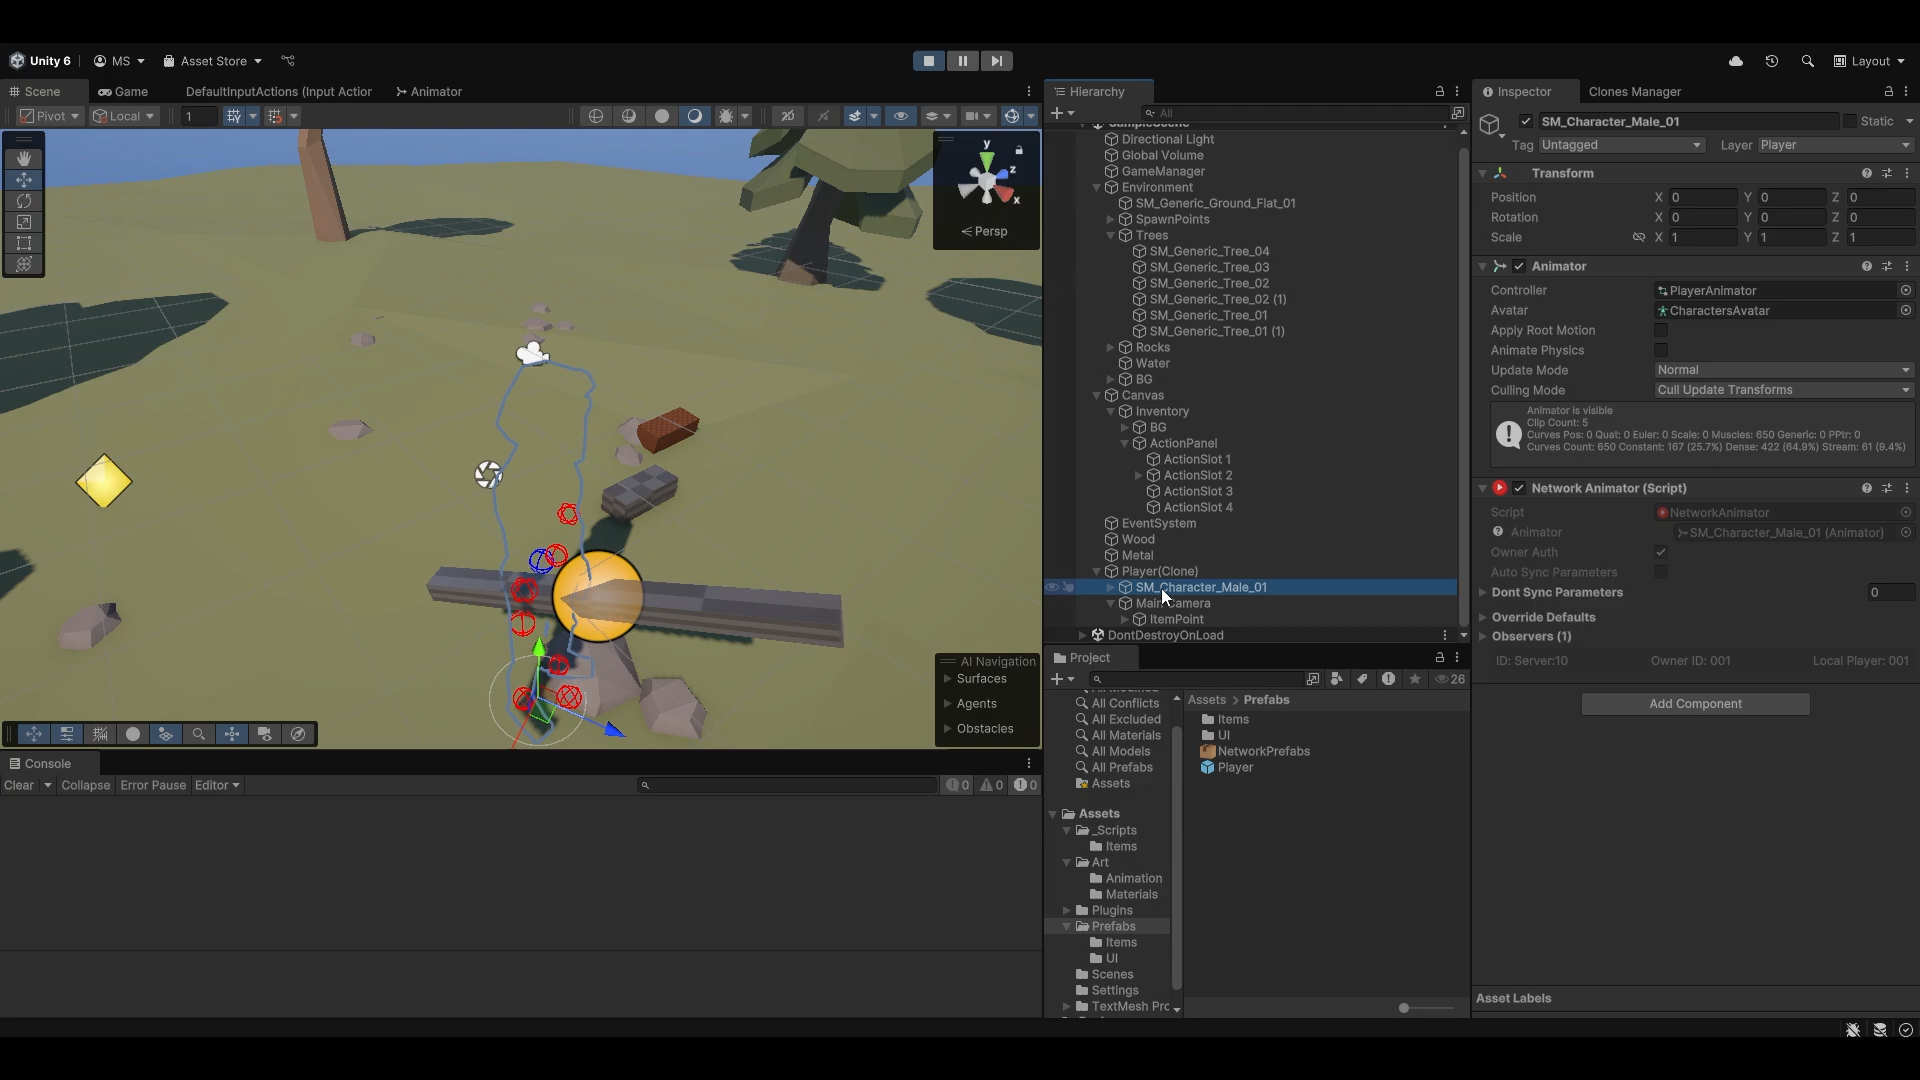 Unity 6
MS
Asset Store
Layout
Scene
Game
DefaultInputActions (Input Action
Animator
Pivot
Local
1
2D
y
z
x
Persp
AI Navigation
Surfaces
Agents
Obstacles
Console
Clear
Collapse
Error Pause
Editor
0
0
0
Hierarchy
All
SampleScene
Directional Light
Global Volume
GameManager
Environment
SM_Generic_Ground_Flat_01
SpawnPoints
Trees
SM_Generic_Tree_04
SM_Generic_Tree_03
SM_Generic_Tree_02
SM_Generic_Tree_02 (1)
SM_Generic_Tree_01
SM_Generic_Tree_01 (1)
Rocks
Water
BG
Canvas
Inventory
BG
ActionPanel
ActionSlot 1
ActionSlot 2
ActionSlot 3
ActionSlot 4
EventSystem
Wood
Metal
Player(Clone)
SM_Character_Male_01
Main Camera
ItemPoint
DontDestroyOnLoad
Project
26
All Modified
All Conflicts
All Excluded
All Materials
All Models
All Prefabs
Assets
Assets
_Scripts
Items
Art
Animation
Materials
Plugins
Prefabs
Items
UI
Scenes
Settings
TextMesh Prc
Assets > Prefabs
Items
UI
NetworkPrefabs
Player
Inspector
Clones Manager
SM_Character_Male_01
Static
Tag Untagged
Layer Player
Transform
Position X 0 Y 0 Z 0
Rotation X 0 Y 0 Z 0
Scale X 1 Y 1 Z 1
Animator
Controller PlayerAnimator
Avatar CharactersAvatar
Apply Root Motion
Animate Physics
Update Mode Normal
Culling Mode Cull Update Transforms
Animator is visible
Clip Count: 5
Curves Pos: 0 Quat: 0 Euler: 0 Scale: 0 Muscles: 650 Generic: 0 PPtr: 0
Curves Count: 650 Constant: 167 (25.7%) Dense: 422 (64.9%) Stream: 61 (9.4%)
Network Animator (Script)
Script NetworkAnimator
Animator SM_Character_Male_01 (Animator)
Owner Auth
Auto Sync Parameters
Dont Sync Parameters 0
Override Defaults
Observers (1)
ID: Server:10 Owner ID: 001 Local Player: 001
Add Component
Asset Labels